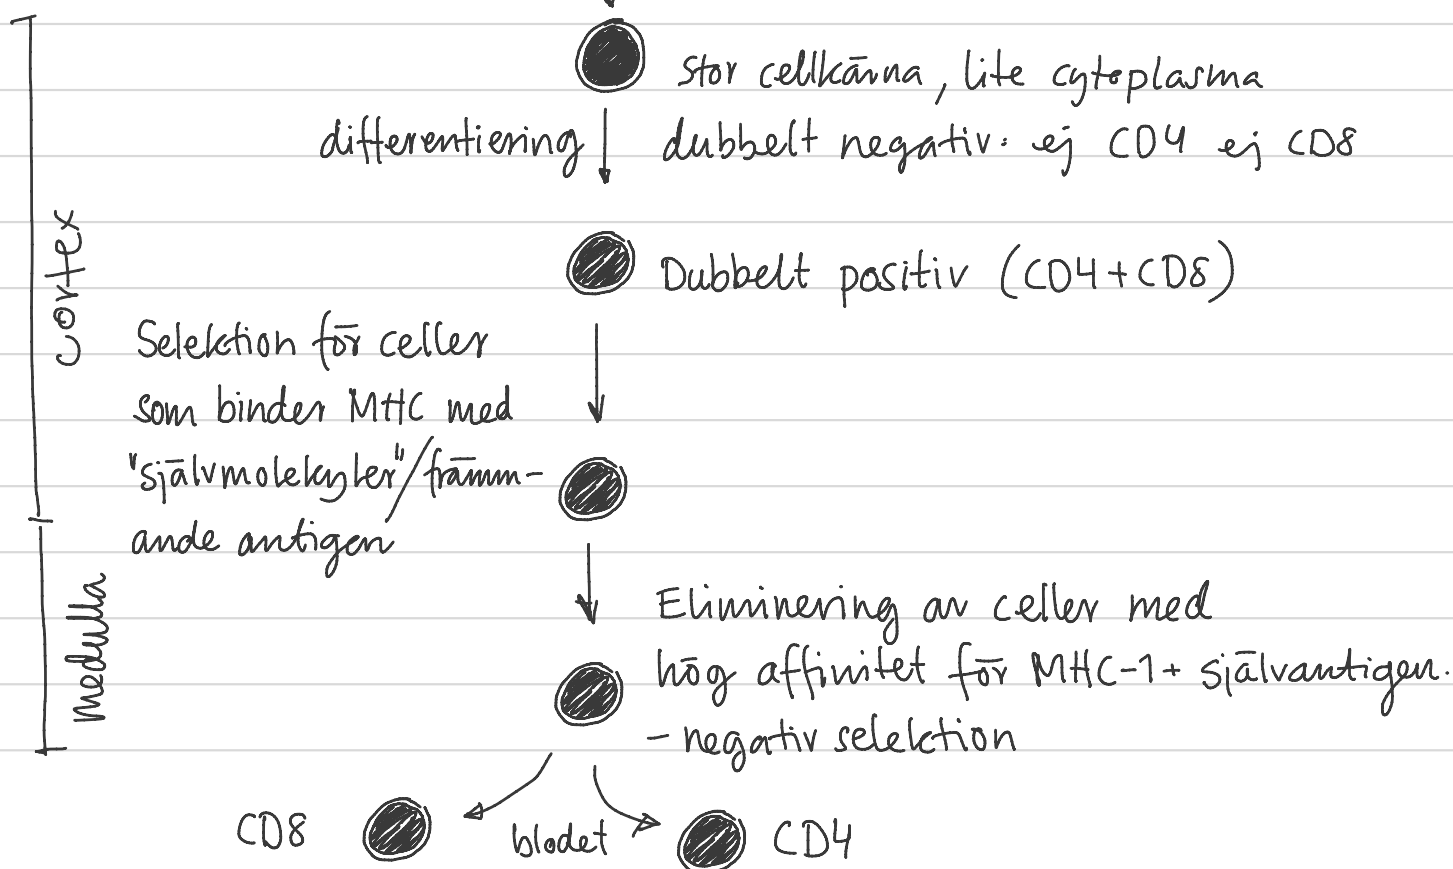 stor cellkärna, lite cytoplasma
differentiering
dubbelt negativ: ej CD4 ej CD8
cortex
Dubbelt positiv (CD4+CD8)
Selektion för celler
som binder MHC med
"självmolekyler"/främm-
ande antigen
medulla
Eliminering av celler med
hög affinitet för MHC-1+ självantigen.
- negativ selektion
CD8
blodet
CD4